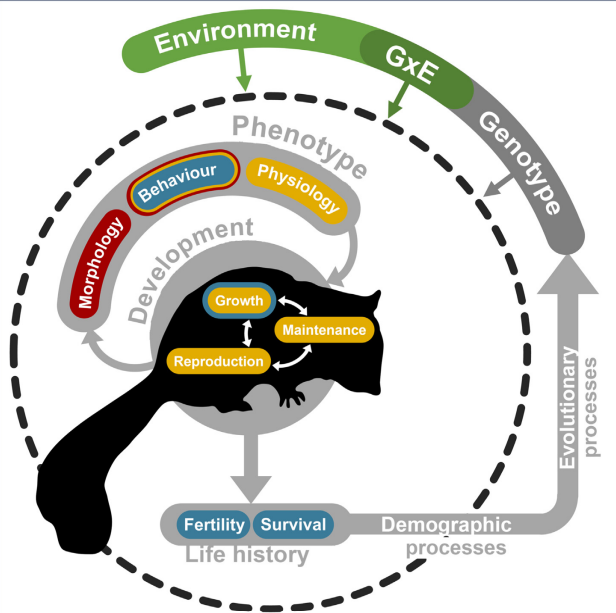 Environment
GxE
Genotype
Phenotype
Behaviour
Physiology
Morphology
Development
Growth
Maintenance
Reproduction
Evolutionary
processes
Fertility
Survival
Demographic
processes
Life history